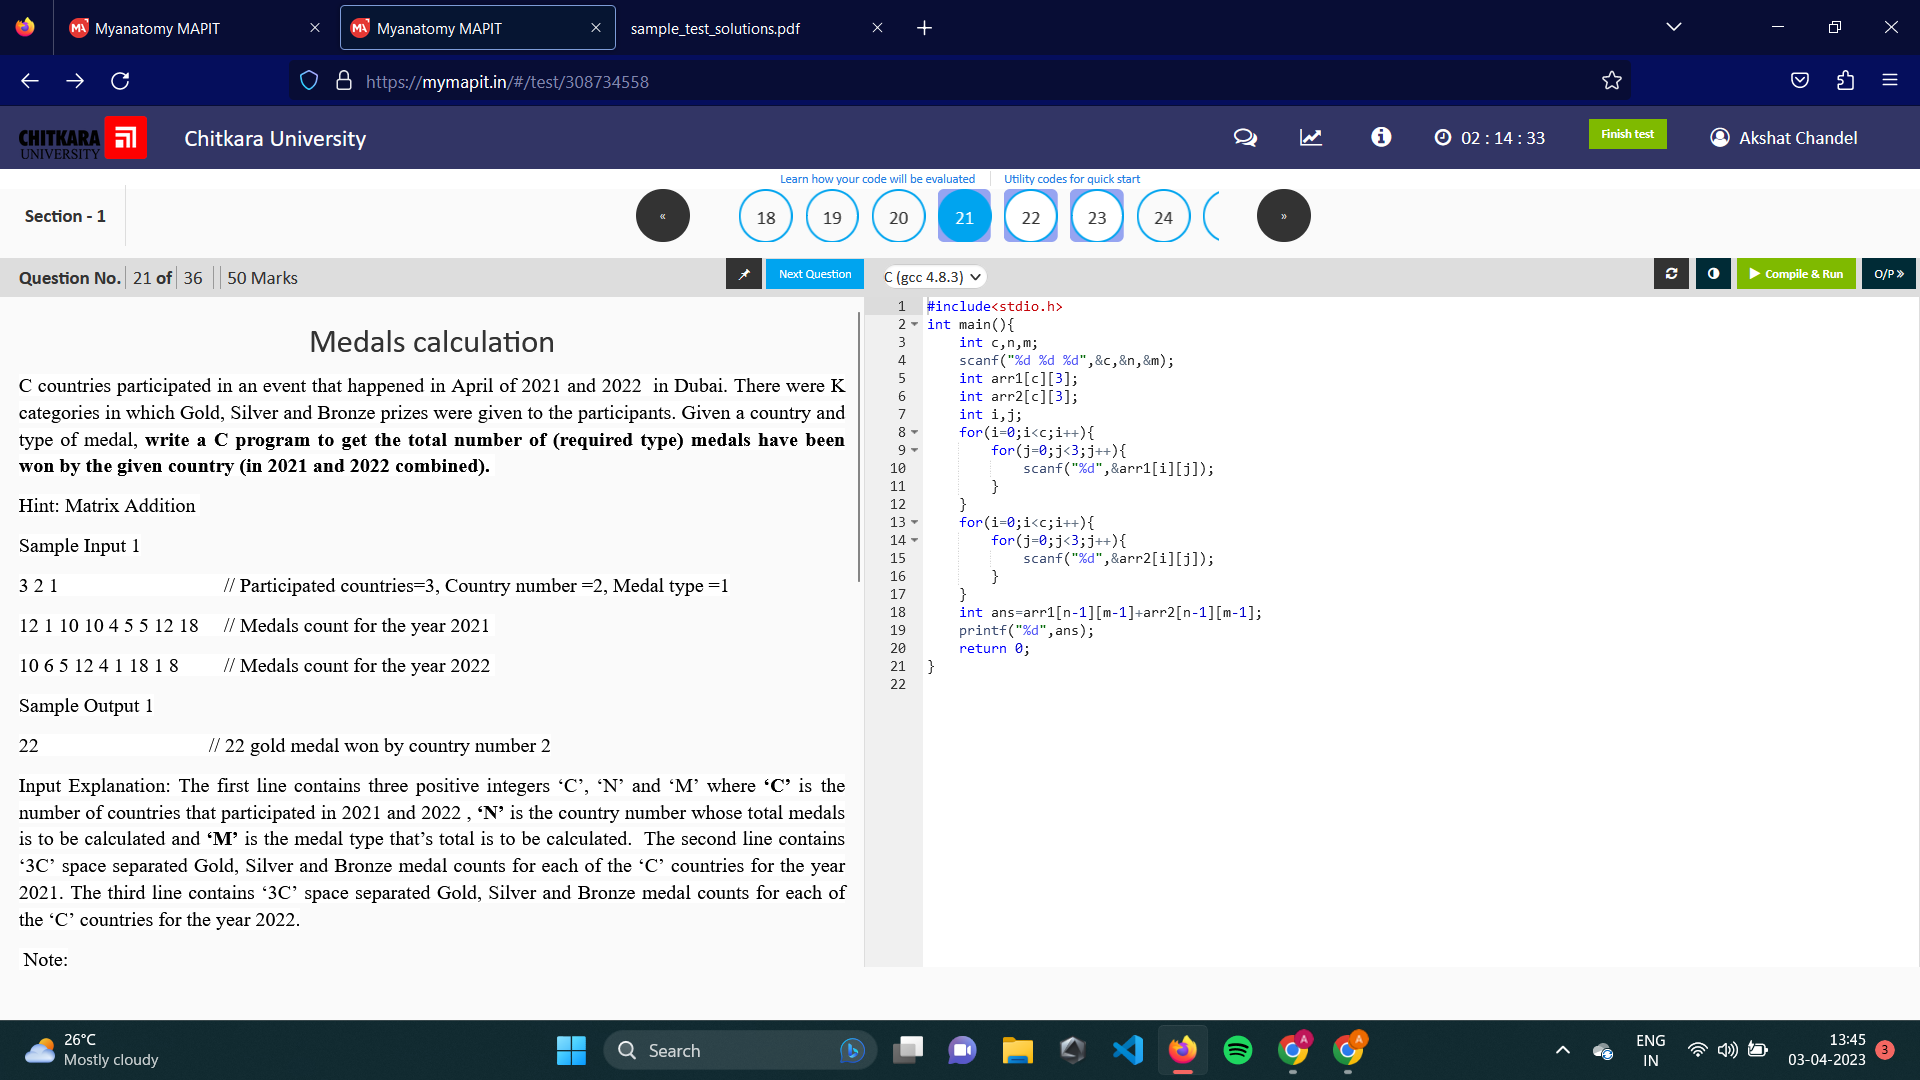 Myanatomy MAPIT
Myanatomy MAPIT
sample_test_solutions.pdf
https://mymapit.in/#/test/308734558
CHITKARA
UNIVERSITY
Chitkara University
02 : 14 : 33
Finish test
Akshat Chandel
Learn how your code will be evaluated
Utility codes for quick start
Section - 1
«
18
19
20
21
22
23
24
»
Question No. 21 of 36 50 Marks
Next Question
C (gcc 4.8.3)
Compile & Run
O/P »
Medals calculation
C countries participated in an event that happened in April of 2021 and 2022 in Dubai. There were K
categories in which Gold, Silver and Bronze prizes were given to the participants. Given a country and
type of medal, write a C program to get the total number of (required type) medals have been
won by the given country (in 2021 and 2022 combined).
Hint: Matrix Addition
Sample Input 1
3 2 1 // Participated countries=3, Country number =2, Medal type =1
12 1 10 10 4 5 5 12 18 // Medals count for the year 2021
10 6 5 12 4 1 18 1 8 // Medals count for the year 2022
Sample Output 1
22 // 22 gold medal won by country number 2
Input Explanation: The first line contains three positive integers ‘C’, ‘N’ and ‘M’ where ‘C’ is the
number of countries that participated in 2021 and 2022 , ‘N’ is the country number whose total medals
is to be calculated and ‘M’ is the medal type that’s total is to be calculated. The second line contains
‘3C’ space separated Gold, Silver and Bronze medal counts for each of the ‘C’ countries for the year
2021. The third line contains ‘3C’ space separated Gold, Silver and Bronze medal counts for each of
the ‘C’ countries for the year 2022.
Note:
1 #include<stdio.h>
2 int main(){
3 int c,n,m;
4 scanf("%d %d %d",&c,&n,&m);
5 int arr1[c][3];
6 int arr2[c][3];
7 int i,j;
8 for(i=0;i<c;i++){
9 for(j=0;j<3;j++){
10 scanf("%d",&arr1[i][j]);
11 }
12 }
13 for(i=0;i<c;i++){
14 for(j=0;j<3;j++){
15 scanf("%d",&arr2[i][j]);
16 }
17 }
18 int ans=arr1[n-1][m-1]+arr2[n-1][m-1];
19 printf("%d",ans);
20 return 0;
21 }
22
26°C
Mostly cloudy
Search
A
A
ENG
IN
13:45
03-04-2023
3